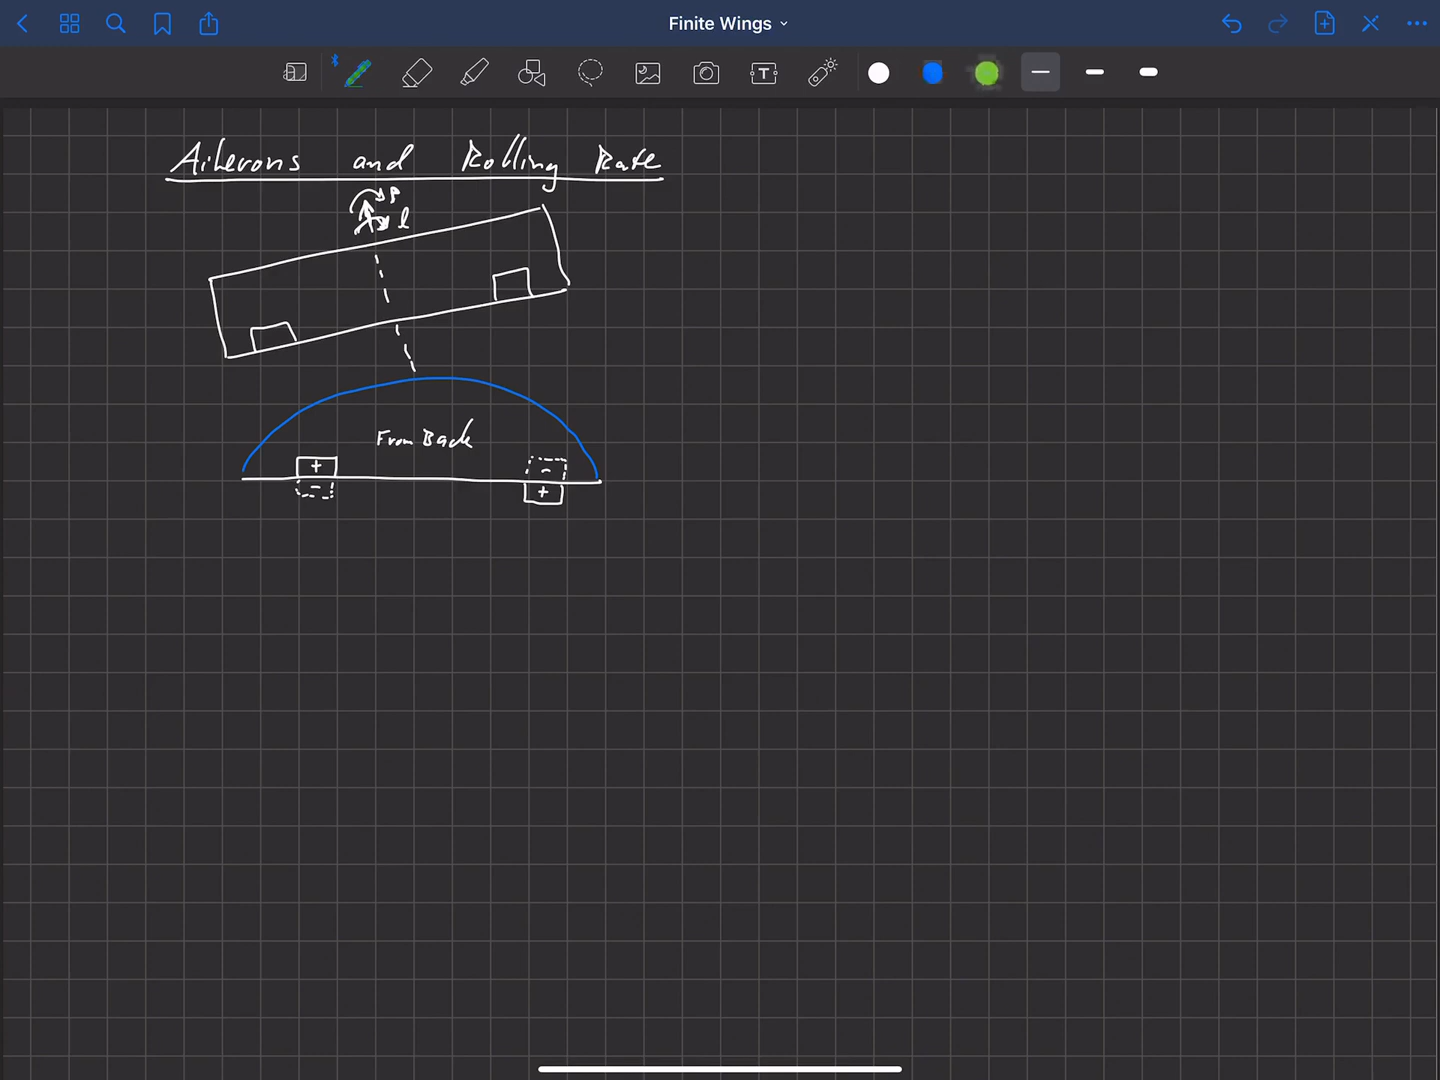 Finite Wings
Ailerons and Rolling Rate
P
l
From Back
+ -
- +